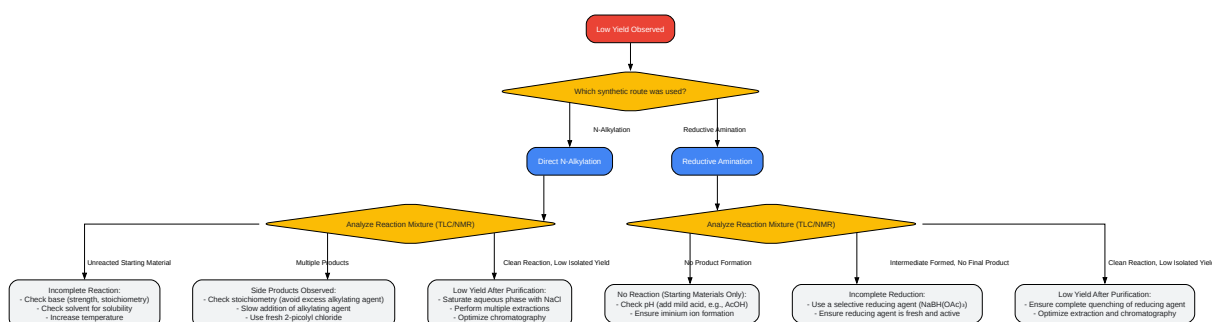 Low Yield Observed
Which synthetic route was used?
N-Alkylation
Reductive Amination
Direct N-Alkylation
Reductive Amination
Analyze Reaction Mixture (TLC/NMR)
Analyze Reaction Mixture (TLC/NMR)
Unreacted Starting Material
Multiple Products
Clean Reaction, Low Isolated Yield
No Product Formation
Intermediate Formed, No Final Product
Clean Reaction, Low Isolated Yield
Incomplete Reaction:
- Check base (strength, stoichiometry)
- Check solvent for solubility
- Increase temperature
Side Products Observed:
- Check stoichiometry (avoid excess alkylating agent)
- Slow addition of alkylating agent
- Use fresh 2-picolyl chloride
Low Yield After Purification:
- Saturate aqueous phase with NaCl
- Perform multiple extractions
- Optimize chromatography
No Reaction (Starting Materials Only):
- Check pH (add mild acid, e.g., AcOH)
- Ensure iminium ion formation
Incomplete Reduction:
- Use a selective reducing agent (NaBH(OAc)₃)
- Ensure reducing agent is fresh and active
Low Yield After Purification:
- Ensure complete quenching of reducing agent
- Optimize extraction and chromatography